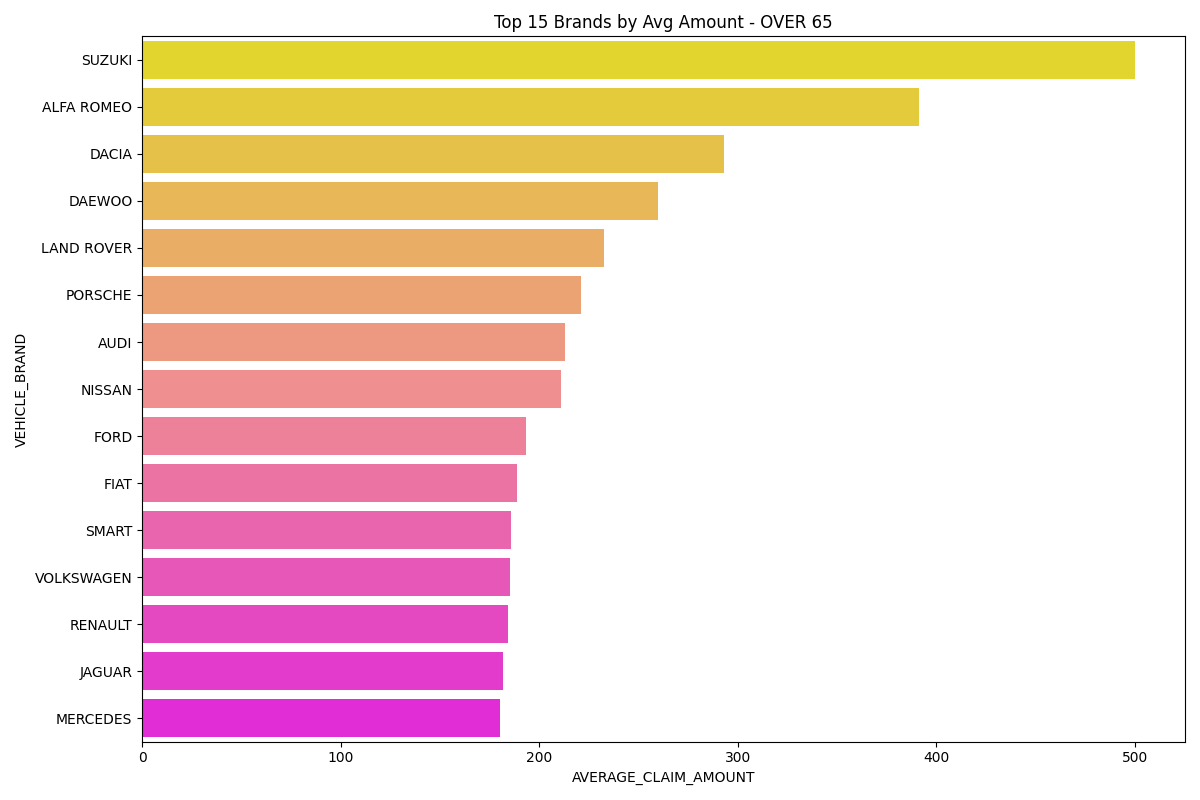 Top 15 Brands by Avg Amount - OVER 65
SUZUKI
ALFA ROMEO
DACIA
DAEWOO
LAND ROVER
PORSCHE
AUDI
NISSAN
FORD
FIAT
SMART
VOLKSWAGEN
RENAULT
JAGUAR
MERCEDES
VEHICLE_BRAND
0 100 200 300 400 500
AVERAGE_CLAIM_AMOUNT